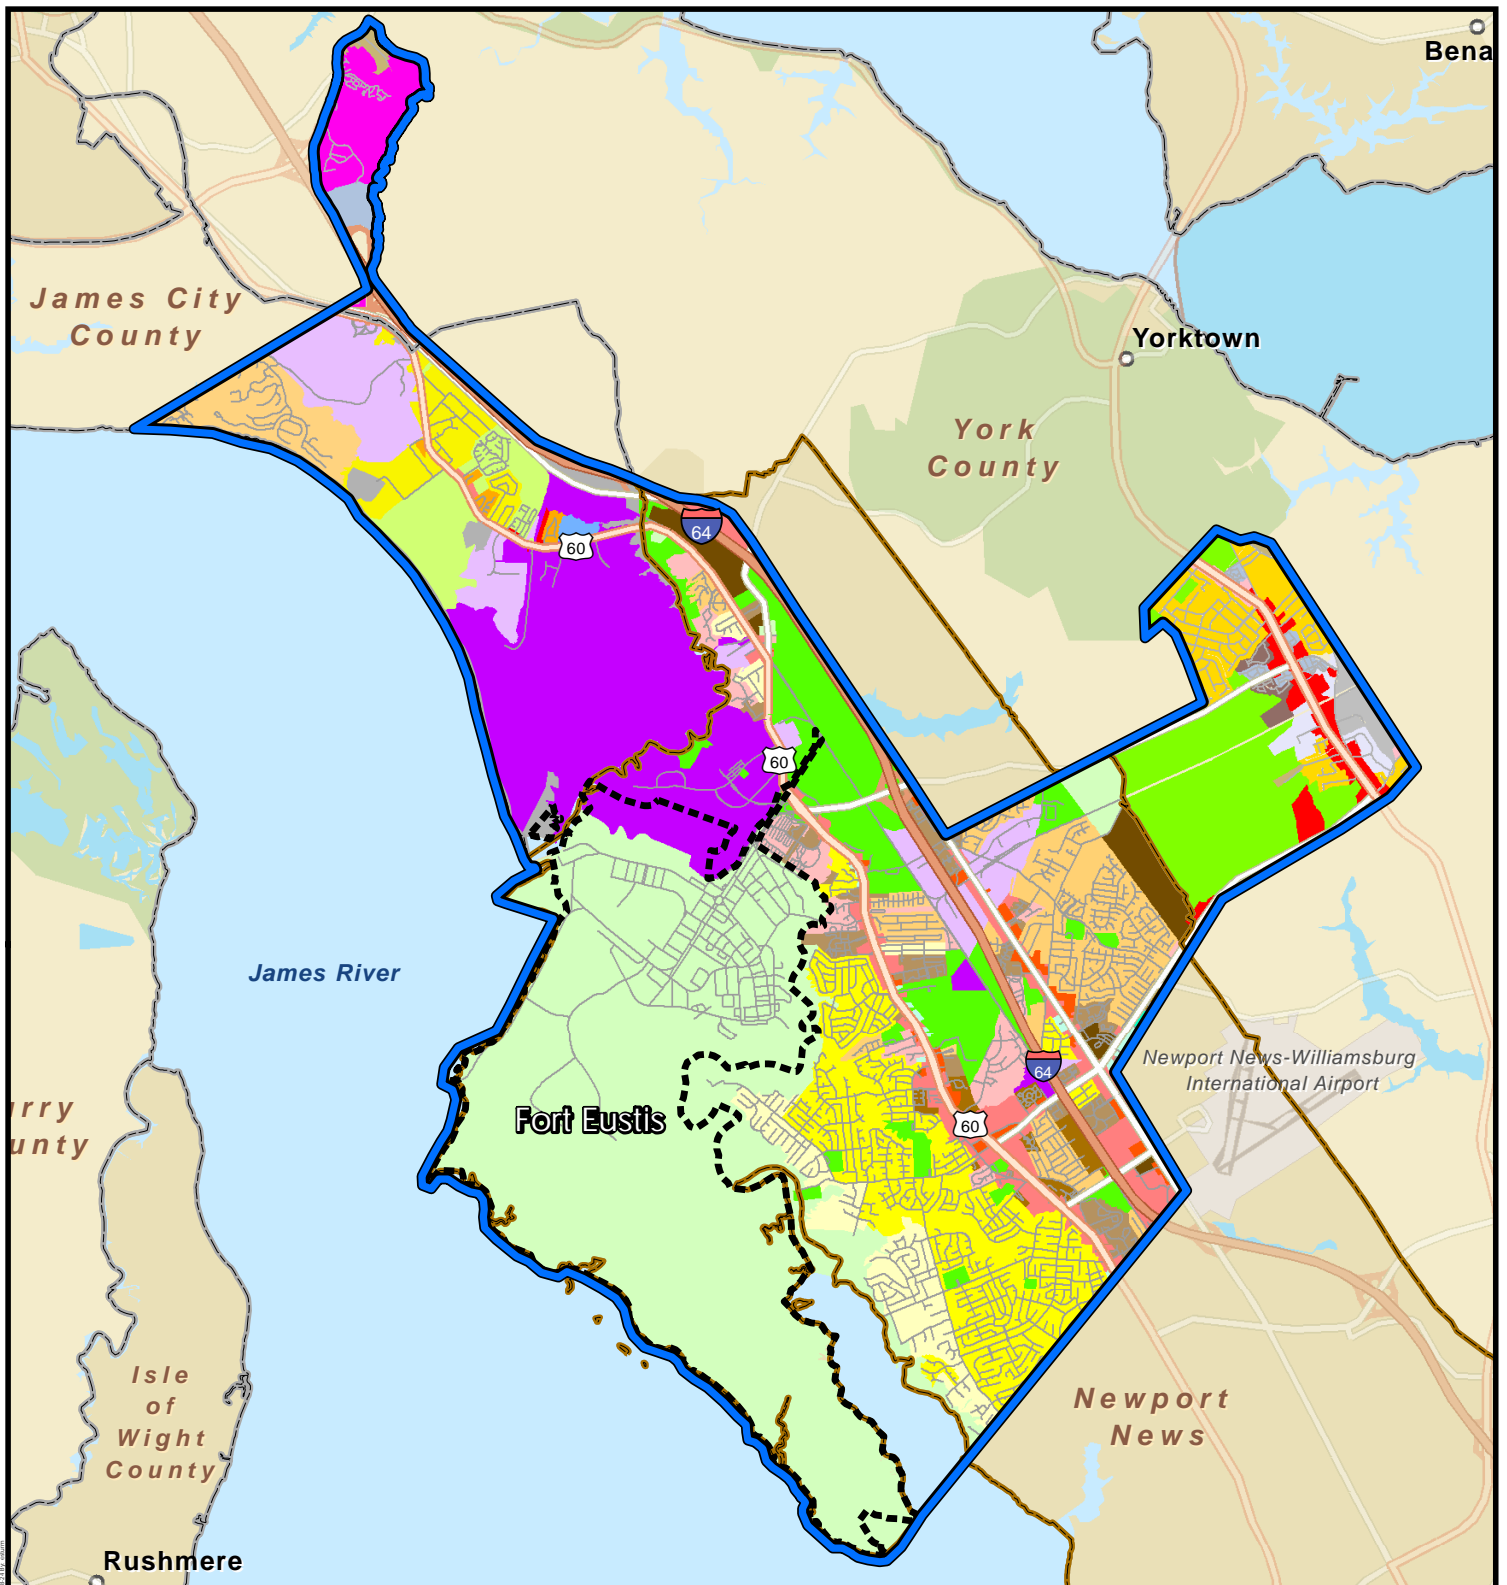 Bena
James City
County
Yorktown
York
County
64
60
60
James River
Newport News-Williamsburg
International Airport
64
rry
unty
Fort Eustis
60
Isle
of
Wight
County
Newport
News
Rushmere